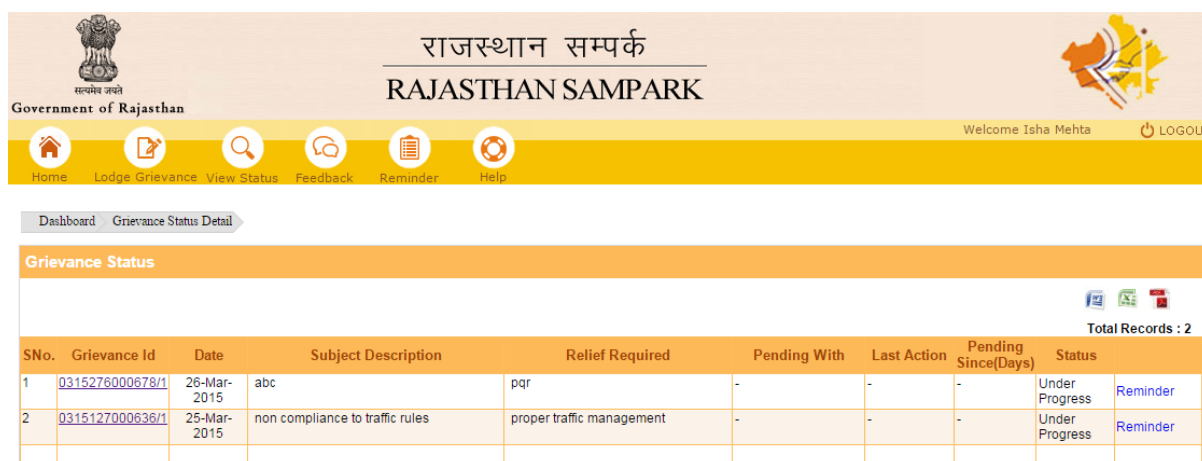 राजस्थान सम्पर्क
RAJASTHAN SAMPARK
सत्यमेव जयते
Government of Rajasthan
Welcome Isha Mehta LOGOU
Home Lodge Grievance View Status Feedback Reminder Help
Dashboard Grievance Status Detail
Grievance Status
Total Records : 2
SNo. Grievance Id Date Subject Description Relief Required Pending With Last Action Pending Since(Days) Status
1 0315276000678/1 26-Mar-2015 abc pqr - - - Under Progress Reminder
2 0315127000636/1 25-Mar-2015 non compliance to traffic rules proper traffic management - - - Under Progress Reminder